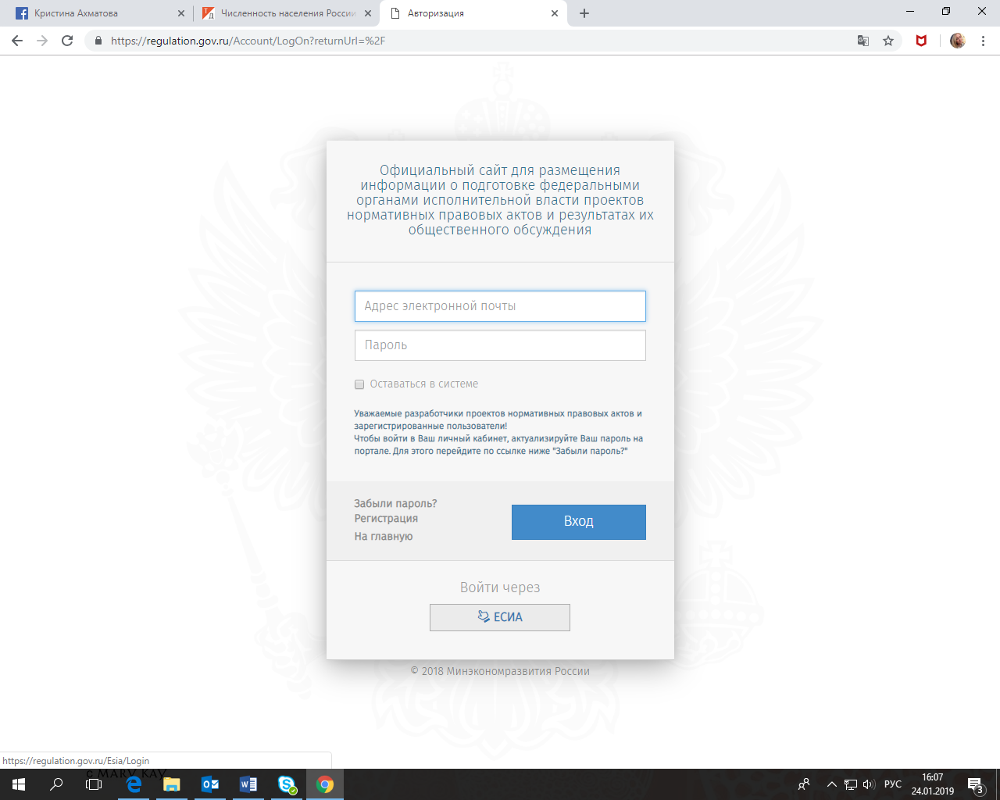 Кристина Ахматова
Численность населения России
Авторизация
https://regulation.gov.ru/Account/LogOn?returnUrl=%2F
Официальный сайт для размещения
информации о подготовке федеральными
органами исполнительной власти проектов
нормативных правовых актов и результатах их
общественного обсуждения
Адрес электронной почты
Пароль
Оставаться в системе
Уважаемые разработчики проектов нормативных правовых актов и
зарегистрированные пользователи!
Чтобы войти в Ваш личный кабинет, актуализируйте Ваш пароль на
портале. Для этого перейдите по ссылке ниже "Забыли пароль?"
Забыли пароль?
Регистрация
На главную
Вход
Войти через
ЕСИА
© 2018 Минэкономразвития России
https://regulation.gov.ru/Esia/Login
с MARY KAY
РУС
16:07
24.01.2019
3